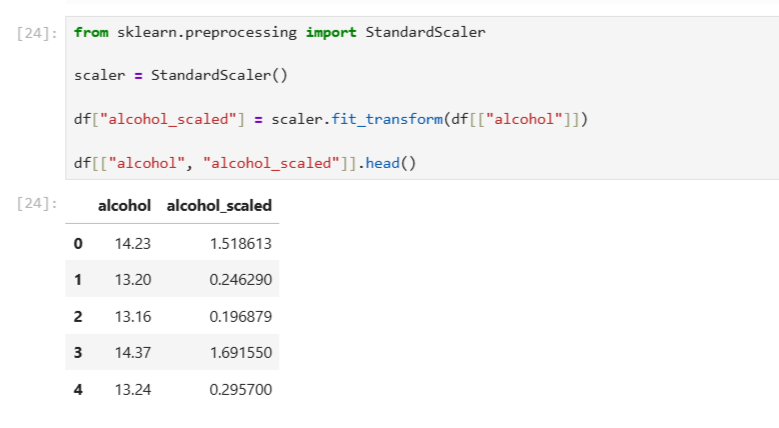 [24]: from sklearn.preprocessing import StandardScaler
scaler = StandardScaler()
df["alcohol_scaled"] = scaler.fit_transform(df[["alcohol"]])
df[["alcohol", "alcohol_scaled"]].head()
[24]: alcohol alcohol_scaled
0 14.23 1.518613
1 13.20 0.246290
2 13.16 0.196879
3 14.37 1.691550
4 13.24 0.295700